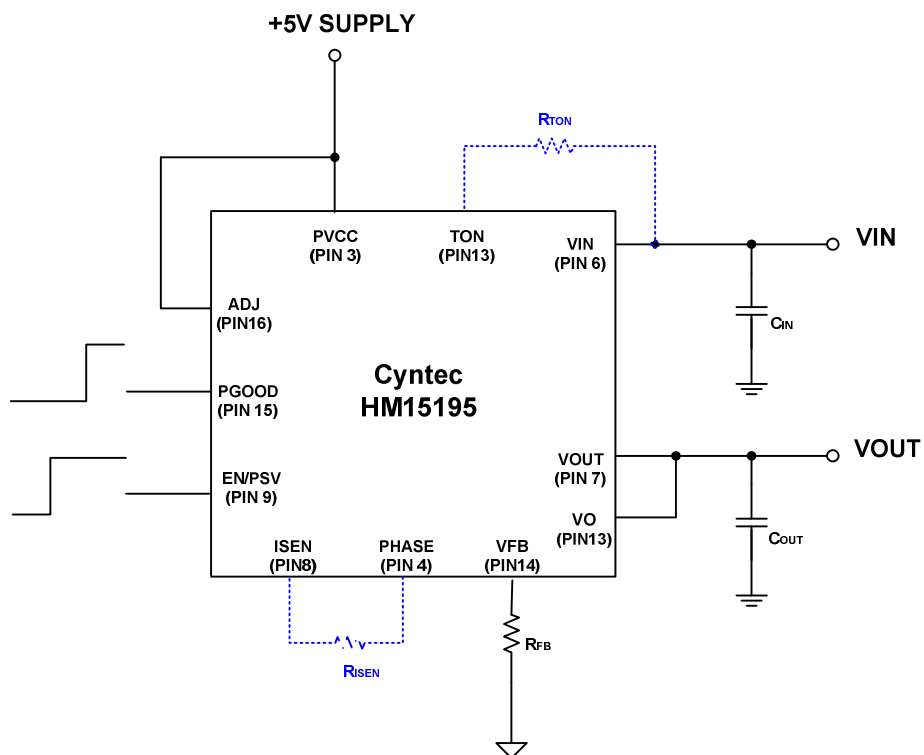 +5V SUPPLY
RTON
PVCC
(PIN 3)
TON
(PIN13)
VIN
(PIN 6)
VIN
ADJ
(PIN16)
CIN
Cyntec
HM15195
PGOOD
(PIN 15)
VOUT
(PIN 7)
VOUT
EN/PSV
(PIN 9)
VO
(PIN13)
COUT
ISEN
(PIN8)
PHASE
(PIN 4)
VFB
(PIN14)
RISEN
RFB